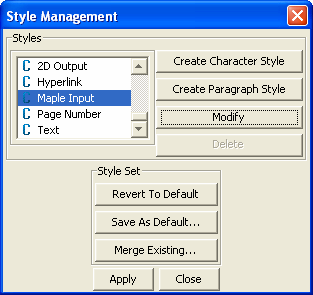 Style Management
Styles
C 2D Output
C Hyperlink
C Maple Input
C Page Number
C Text
Create Character Style
Create Paragraph Style
Modify
Delete
Style Set
Revert To Default
Save As Default...
Merge Existing...
Apply
Close